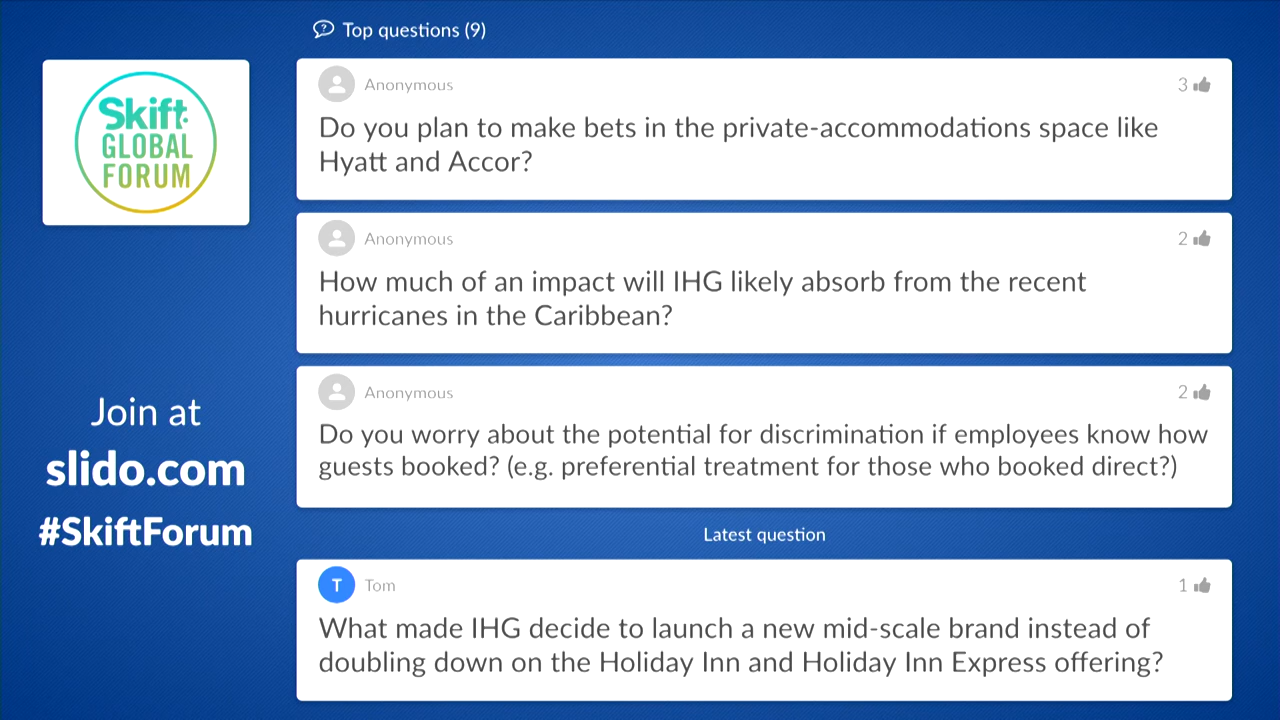 Top questions (9)
Skift
GLOBAL
FORUM
Anonymous
3
Do you plan to make bets in the private-accommodations space like
Hyatt and Accor?
Anonymous
2
How much of an impact will IHG likely absorb from the recent
hurricanes in the Caribbean?
Anonymous
2
Do you worry about the potential for discrimination if employees know how
guests booked? (e.g. preferential treatment for those who booked direct?)
Join at
slido.com
#SkiftForum
Latest question
T
Tom
1
What made IHG decide to launch a new mid-scale brand instead of
doubling down on the Holiday Inn and Holiday Inn Express offering?